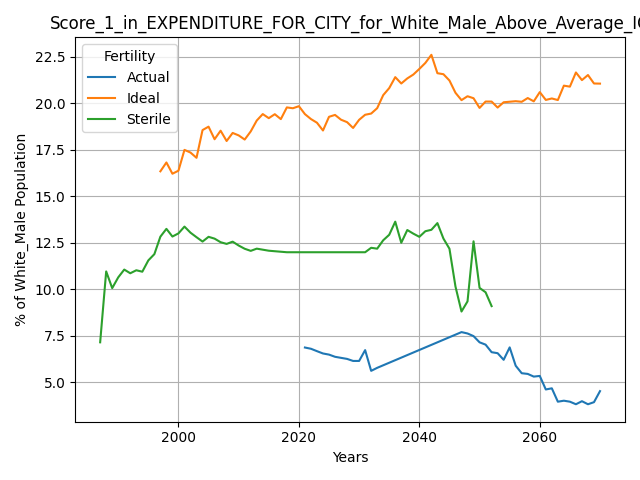 Score_1_in_EXPENDITURE_FOR_CITY_for_White_Male_Above_Average_IQ
Fertility
Actual
Ideal
Sterile
% of White_Male Population
22.5
20.0
17.5
15.0
12.5
10.0
7.5
5.0
2000 2020 2040 2060
Years